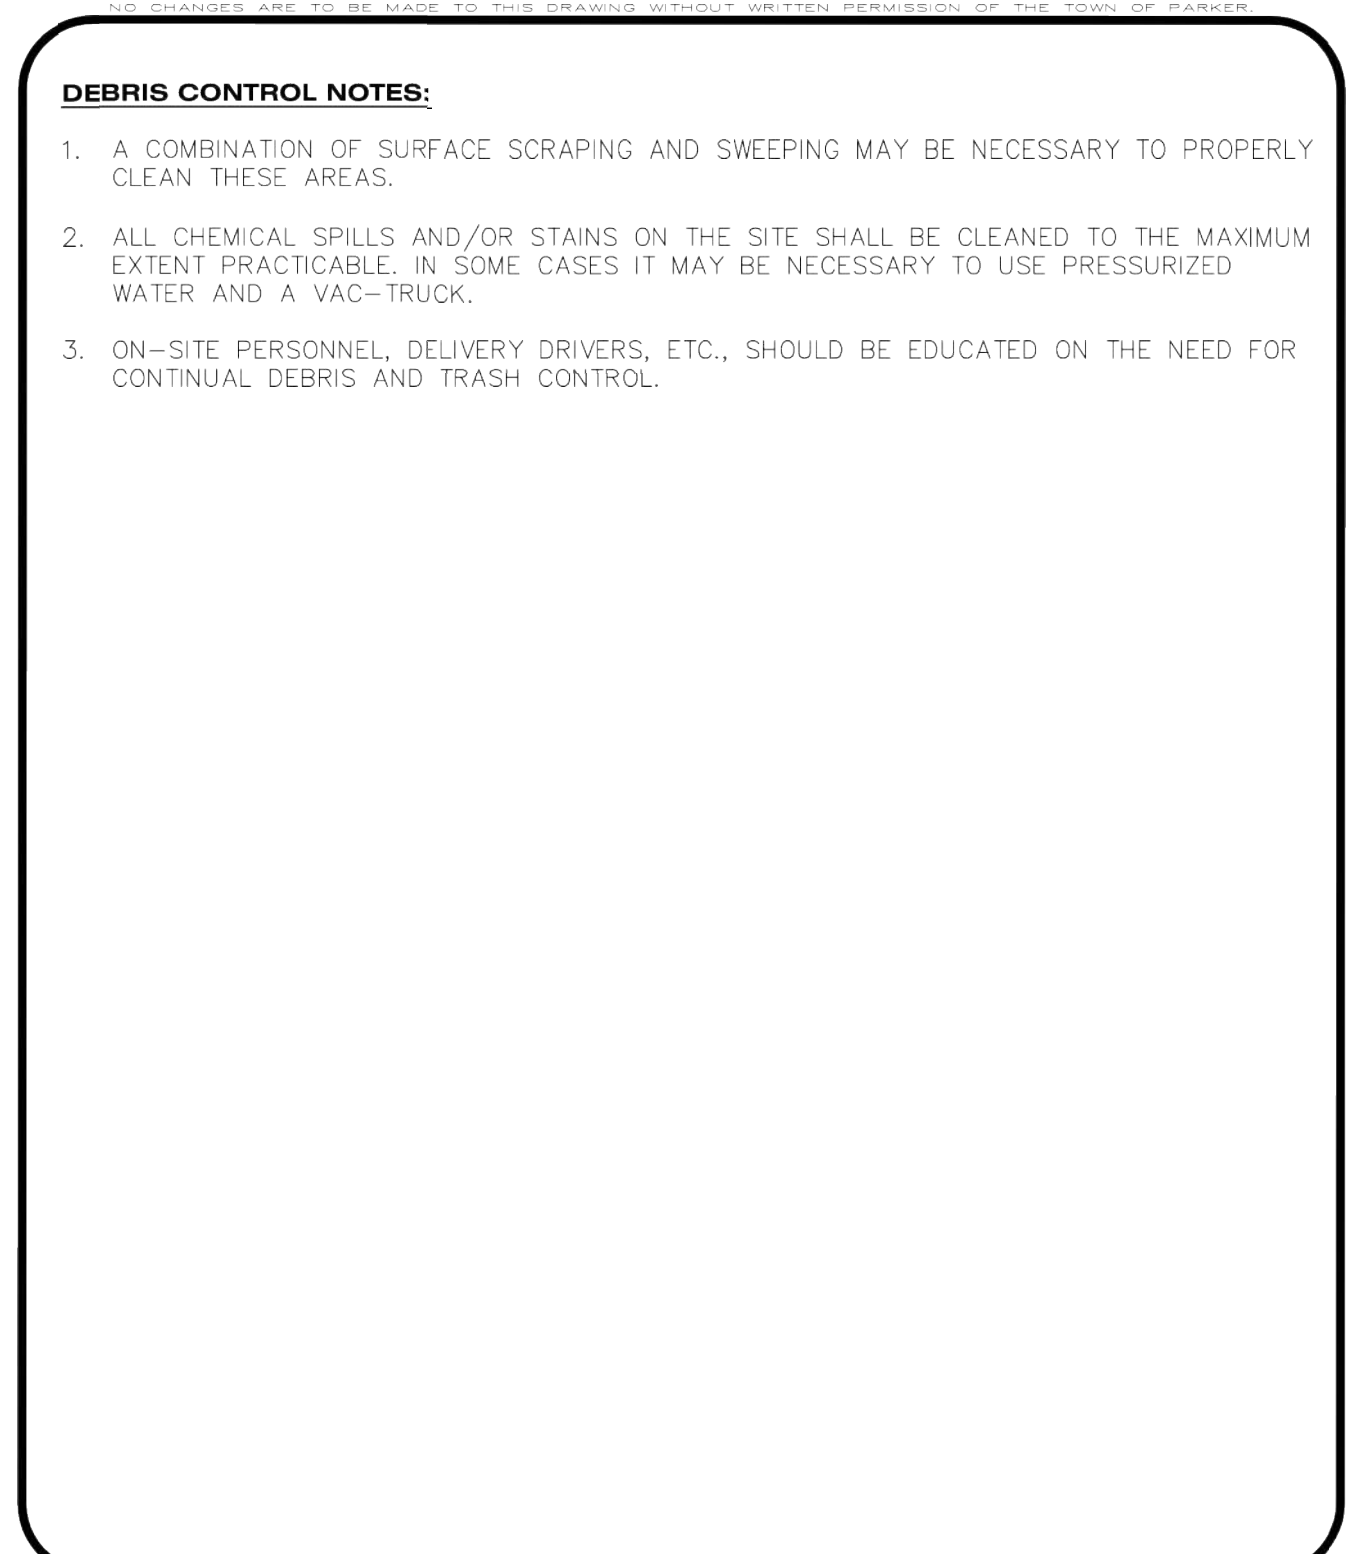 NO CHANGES ARE TO BE MADE TO THIS DRAWING WITHOUT WRITTEN PERMISSION OF THE TOWN OF PARKER.
DEBRIS CONTROL NOTES:
1. A COMBINATION OF SURFACE SCRAPING AND SWEEPING MAY BE NECESSARY TO PROPERLY
CLEAN THESE AREAS.
2. ALL CHEMICAL SPILLS AND/OR STAINS ON THE SITE SHALL BE CLEANED TO THE MAXIMUM
EXTENT PRACTICABLE. IN SOME CASES IT MAY BE NECESSARY TO USE PRESSURIZED
WATER AND A VAC-TRUCK.
3. ON-SITE PERSONNEL, DELIVERY DRIVERS, ETC., SHOULD BE EDUCATED ON THE NEED FOR
CONTINUAL DEBRIS AND TRASH CONTROL.